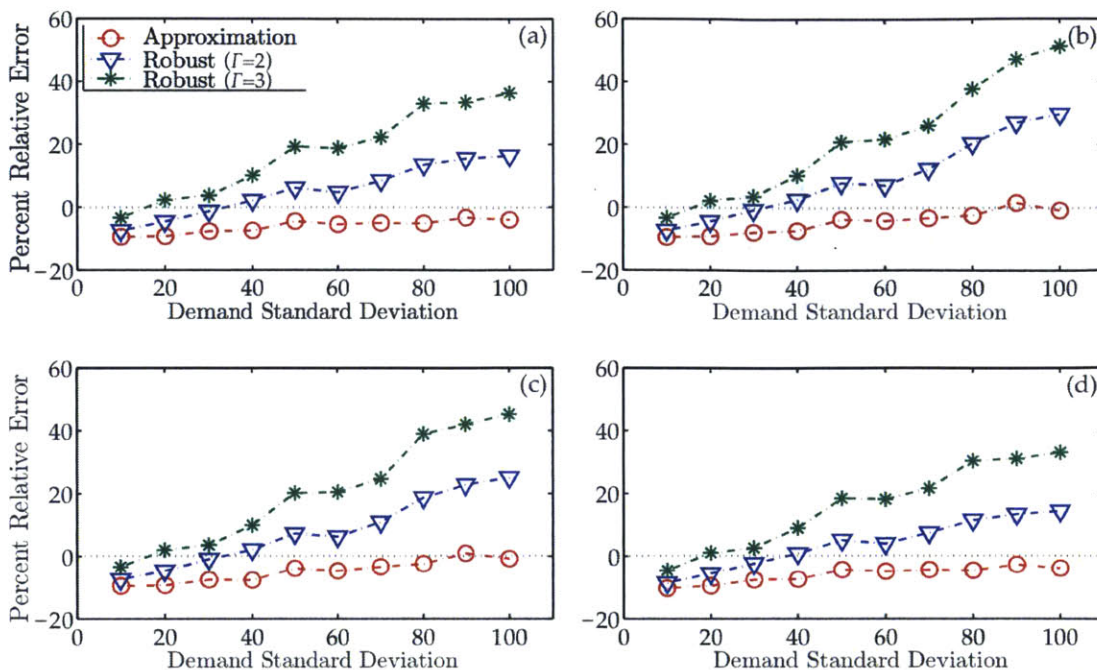 60
40
20
0
−20
Percent Relative Error
Approximation
Robust (Γ=2)
Robust (Γ=3)
(a)
0 20 40 60 80 100
Demand Standard Deviation
60
40
20
0
−20
(b)
0 20 40 60 80 100
Demand Standard Deviation
60
40
20
0
−20
Percent Relative Error
(c)
0 20 40 60 80 100
Demand Standard Deviation
60
40
20
0
−20
(d)
0 20 40 60 80 100
Demand Standard Deviation